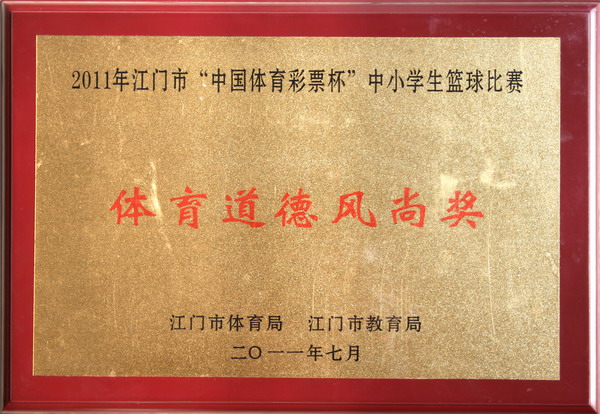 2011年江门市“中国体育彩票杯”中小学生篮球比赛
体育道德风尚奖
江门市体育局 江门市教育局
二〇一一年七月